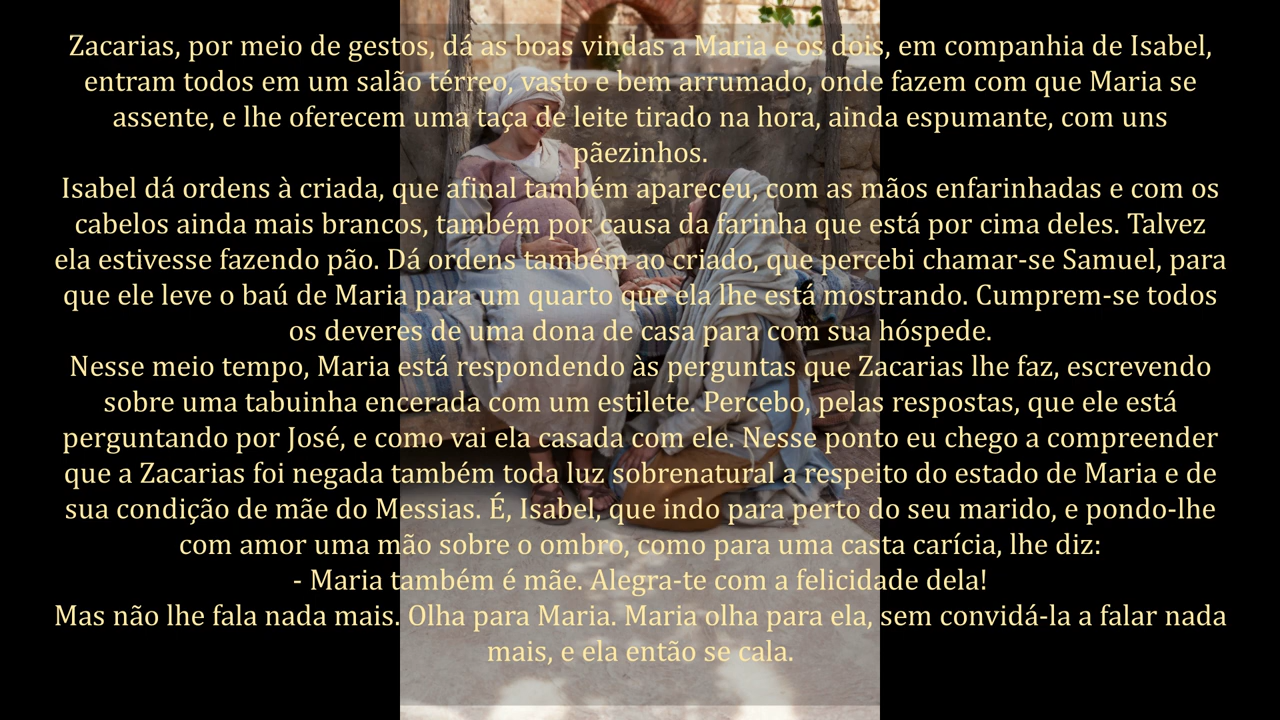 Zacarias, por meio de gestos, dá as boas vindas a Maria e os dois, em companhia de Isabel,
entram todos em um salão térreo, vasto e bem arrumado, onde fazem com que Maria se
assente, e lhe oferecem uma taça de leite tirado na hora, ainda espumante, com uns
pãezinhos.
Isabel dá ordens à criada, que afinal também apareceu, com as mãos enfarinhadas e com os
cabelos ainda mais brancos, também por causa da farinha que está por cima deles. Talvez
ela estivesse fazendo pão. Dá ordens também ao criado, que percebi chamar-se Samuel, para
que ele leve o baú de Maria para um quarto que ela lhe está mostrando. Cumprem-se todos
os deveres de uma dona de casa para com sua hóspede.
Nesse meio tempo, Maria está respondendo às perguntas que Zacarias lhe faz, escrevendo
sobre uma tabuinha encerada com um estilete. Percebo, pelas respostas, que ele está
perguntando por José, e como vai ela casada com ele. Nesse ponto eu chego a compreender
que a Zacarias foi negada também toda luz sobrenatural a respeito do estado de Maria e de
sua condição de mãe do Messias. É, Isabel, que indo para perto do seu marido, e pondo-lhe
com amor uma mão sobre o ombro, como para uma casta carícia, lhe diz:
- Maria também é mãe. Alegra-te com a felicidade dela!
Mas não lhe fala nada mais. Olha para Maria. Maria olha para ela, sem convidá-la a falar nada
mais, e ela então se cala.